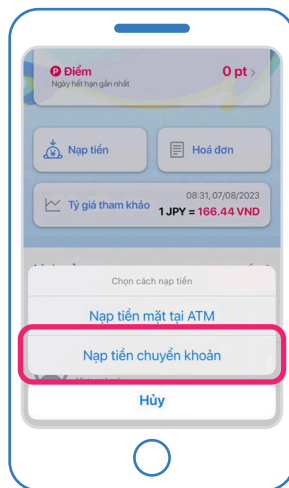 P Điểm
0 pt >
Ngày hết hạn gần nhất
Nạp tiền
Hoá đơn
08:31, 07/08/2023
Tỷ giá tham khảo
1 JPY = 166.44 VND
Chọn cách nạp tiền
Nạp tiền mặt tại ATM
Nạp tiền chuyển khoản
Hủy